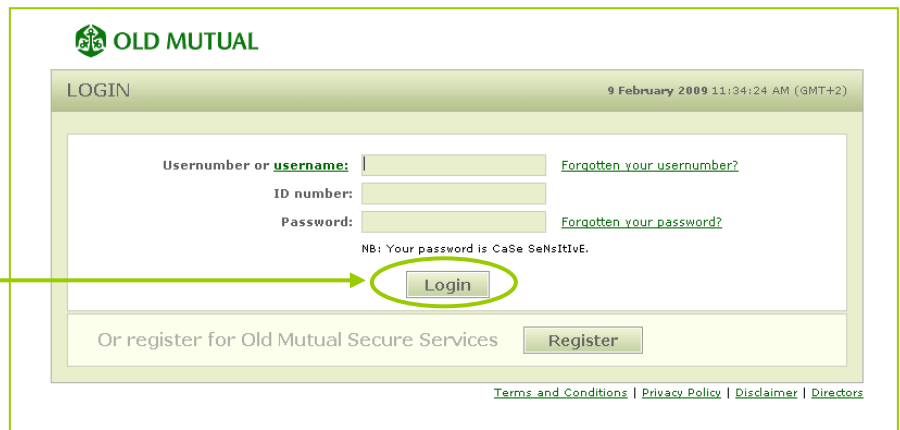 OLD MUTUAL
LOGIN 9 February 2009 11:34:24 AM (GMT+2)
Usernumber or username: Forgotten your usernumber?
ID number:
Password: Forgotten your password?
NB: Your password is CaSe SeNsItIvE.
Login
Or register for Old Mutual Secure Services Register
Terms and Conditions | Privacy Policy | Disclaimer | Directors